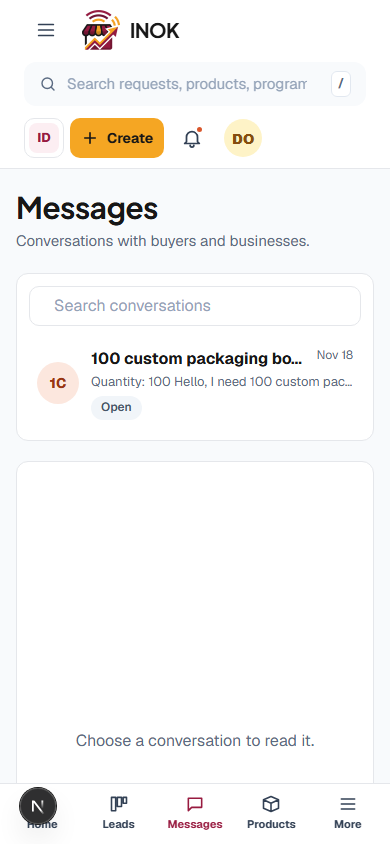 INOK
Search requests, products, program
/
ID
+ Create
DO
Messages
Conversations with buyers and businesses.
Search conversations
1C
100 custom packaging bo...
Nov 18
Quantity: 100 Hello, I need 100 custom pac...
Open
Choose a conversation to read it.
N
Home
Leads
Messages
Products
More